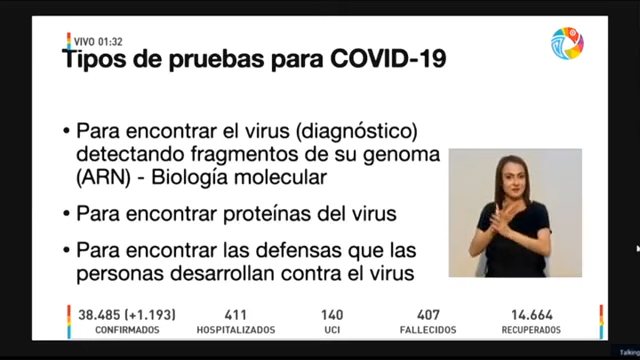 VIVO 01:32
Tipos de pruebas para COVID-19
• Para encontrar el virus (diagnóstico)
detectando fragmentos de su genoma
(ARN) - Biología molecular
• Para encontrar proteínas del virus
• Para encontrar las defensas que las
personas desarrollan contra el virus
38.485 (+1.193) 411 140 407 14.664
CONFIRMADOS HOSPITALIZADOS UCI FALLECIDOS RECUPERADOS
Talking